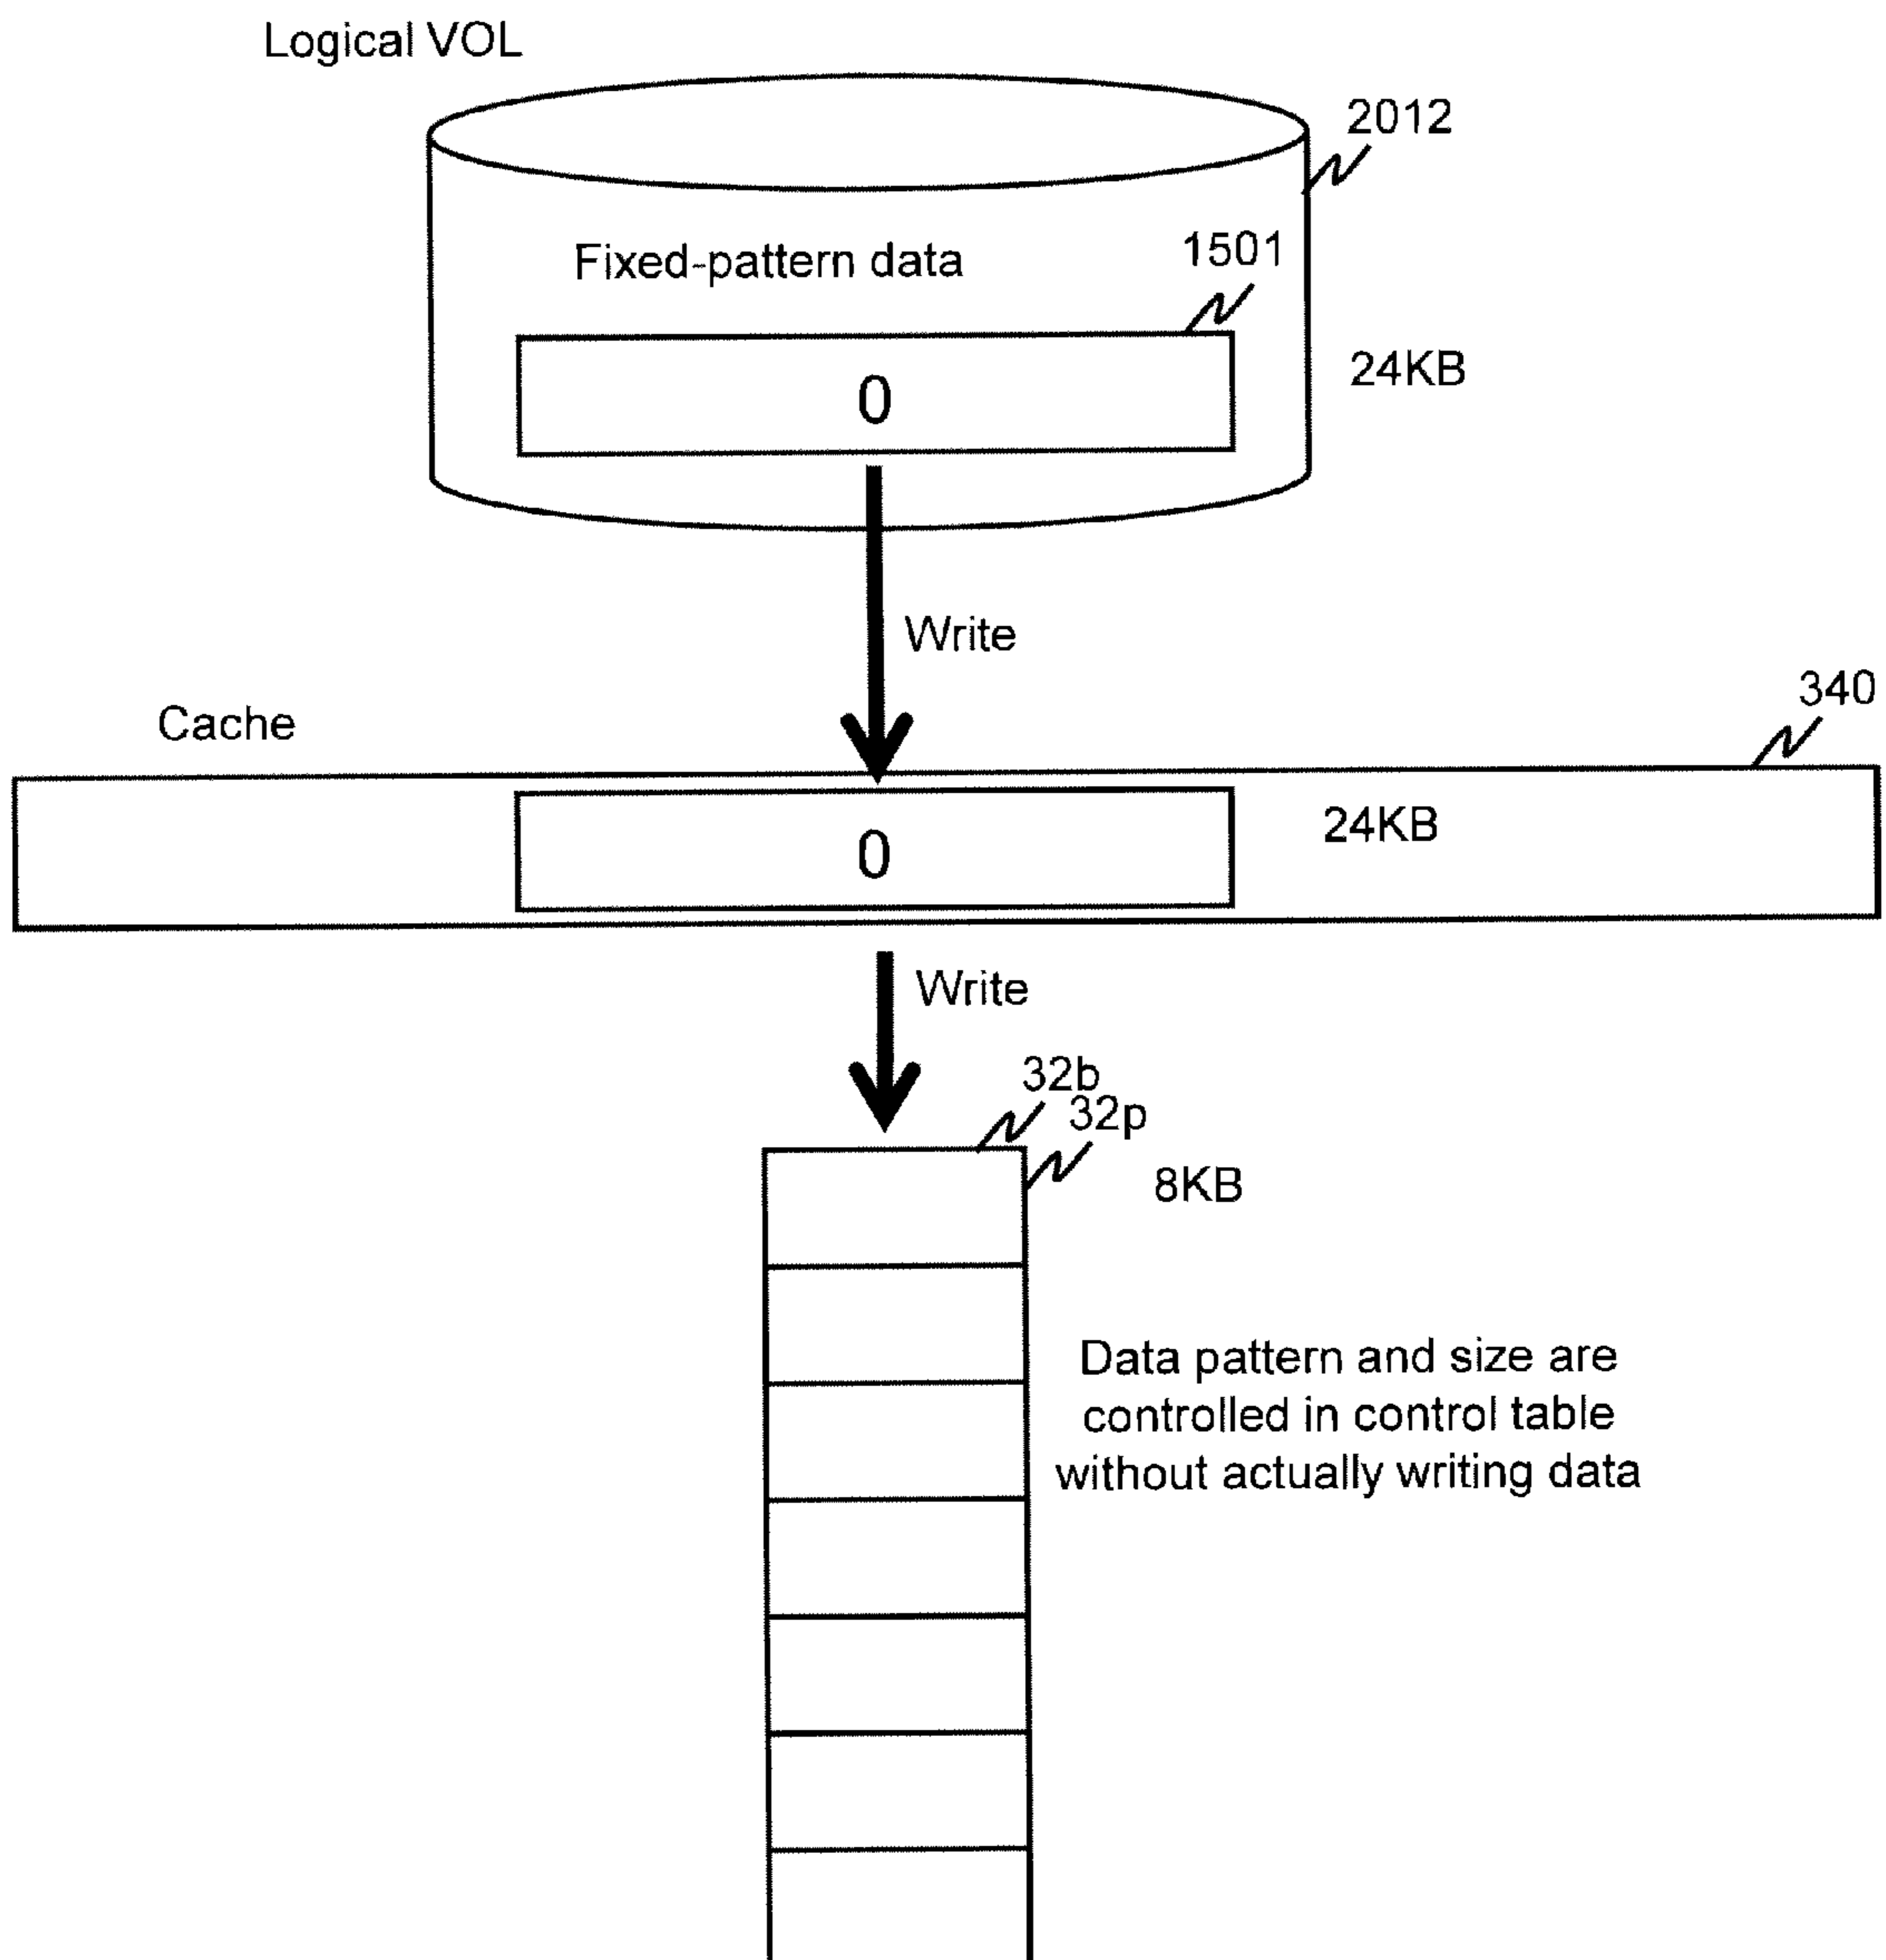 Logical VOL
2012
Fixed-pattern data
1501
0
24KB
Write
340
Cache
0
24KB
Write
32b
32p
8KB
Data pattern and size are
controlled in control table
without actually writing data